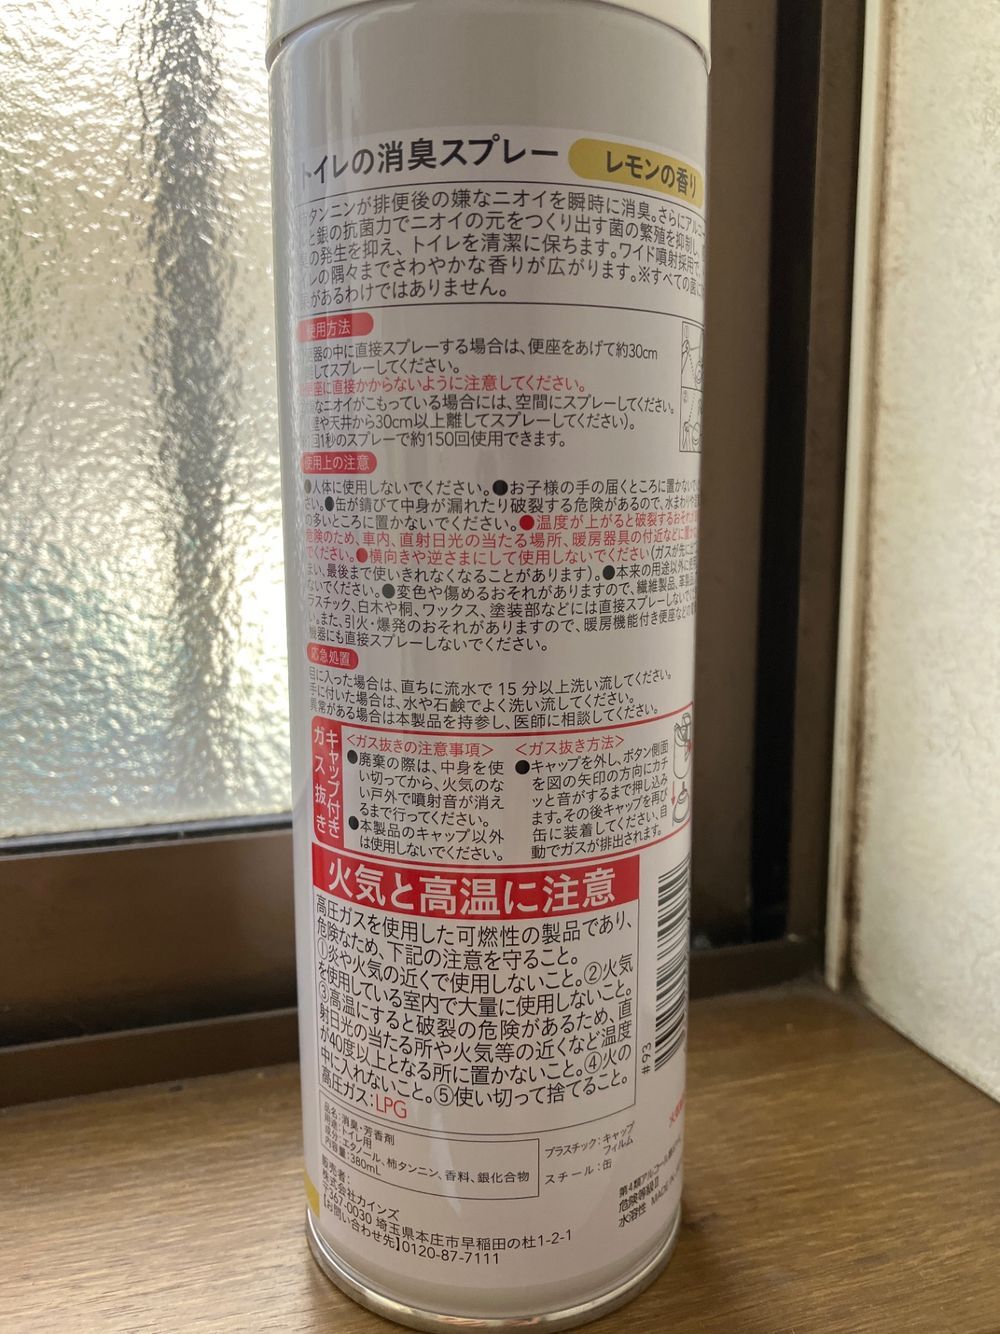 トイレの消臭スプレー レモンの香り
タンニンが排便後の嫌なニオイを瞬時に消臭。さらにアルコー
と銀の抗菌力でニオイの元をつくり出す菌の繁殖を抑制し、
の発生を抑え、トイレを清潔に保ちます。ワイド噴射採用で、
レの隅々までさわやかな香りが広がります。※すべての菌に
果があるわけではありません。
使用方法
便器の中に直接スプレーする場合は、便座をあげて約30cm
してスプレーしてください。
便座に直接かからないように注意してください。
なニオイがこもっている場合には、空間にスプレーしてください。
壁や天井から30cm以上離してスプレーしてください)。
1回1秒のスプレーで約150回使用できます。
使用上の注意
●人体に使用しないでください。●お子様の手の届くところに置かないで
さい。●缶が錆びて中身が漏れたり破裂する危険があるので、水まわりや
の多いところに置かないでください。●温度が上がると破裂するおそれが
危険のため、車内、直射日光の当たる場所、暖房器具の付近などに置か
でください。●横向きや逆さまにして使用しないでください(ガスが先に
まい、最後まで使いきれなくなることがあります)。●本来の用途以外に
ないでください。●変色や傷めるおそれがありますので、繊維製品、革製品、
ラスチック、白木や桐、ワックス、塗装部などには直接スプレーしないで
い。また、引火・爆発のおそれがありますので、暖房機能付き便座など
機器にも直接スプレーしないでください。
応急処置
目に入った場合は、直ちに流水で 15 分以上洗い流してください。
手に付いた場合は、水や石鹸でよく洗い流してください。
異常がある場合は本製品を持参し、医師に相談してください。
キャップ付き
ガス抜き
<ガス抜きの注意事項>
●廃棄の際は、中身を使
い切ってから、火気のな
い戸外で噴射音が消え
るまで行ってください。
●本製品のキャップ以外
は使用しないでください。
<ガス抜き方法>
●キャップを外し、ボタン側面
を図の矢印の方向にカチ
ッと音がするまで押し込み
ます。その後キャップを再び
缶に装着してください、自
動でガスが排出されます。
火気と高温に注意
高圧ガスを使用した可燃性の製品であり、
危険なため、下記の注意を守ること。
①炎や火気の近くで使用しないこと。②火気
を使用している室内で大量に使用しないこと。
③高温にすると破裂の危険があるため、直
射日光の当たる所や火気等の近くなど温度
が40度以上となる所に置かないこと。④火の
中に入れないこと。⑤使い切って捨てること。
高圧ガス:LPG
#93
品名:消臭・芳香剤
用途:トイレ用
成分:エタノール、柿タンニン、香料、銀化合物
内容量:380mL
プラスチック:キャップ
フィルム
スチール:缶
販売者:
株式会社カインズ
〒367-0030 埼玉県本庄市早稲田の杜1-2-1
【お問い合わせ先】0120-87-7111
第4類アルコール
危険等級Ⅱ
水溶性 MADE IN